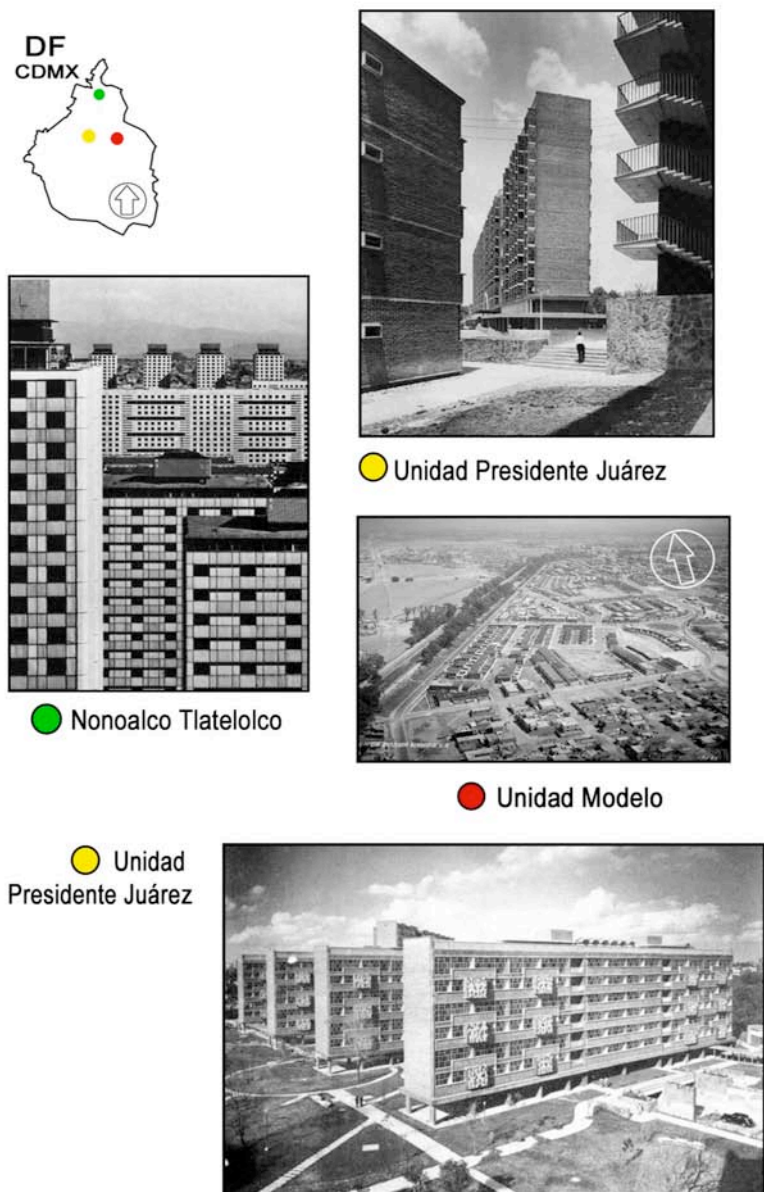 DF
CDMX
Unidad Presidente Juárez
Nonoalco Tlatelolco
Unidad Modelo
Unidad
Presidente Juárez